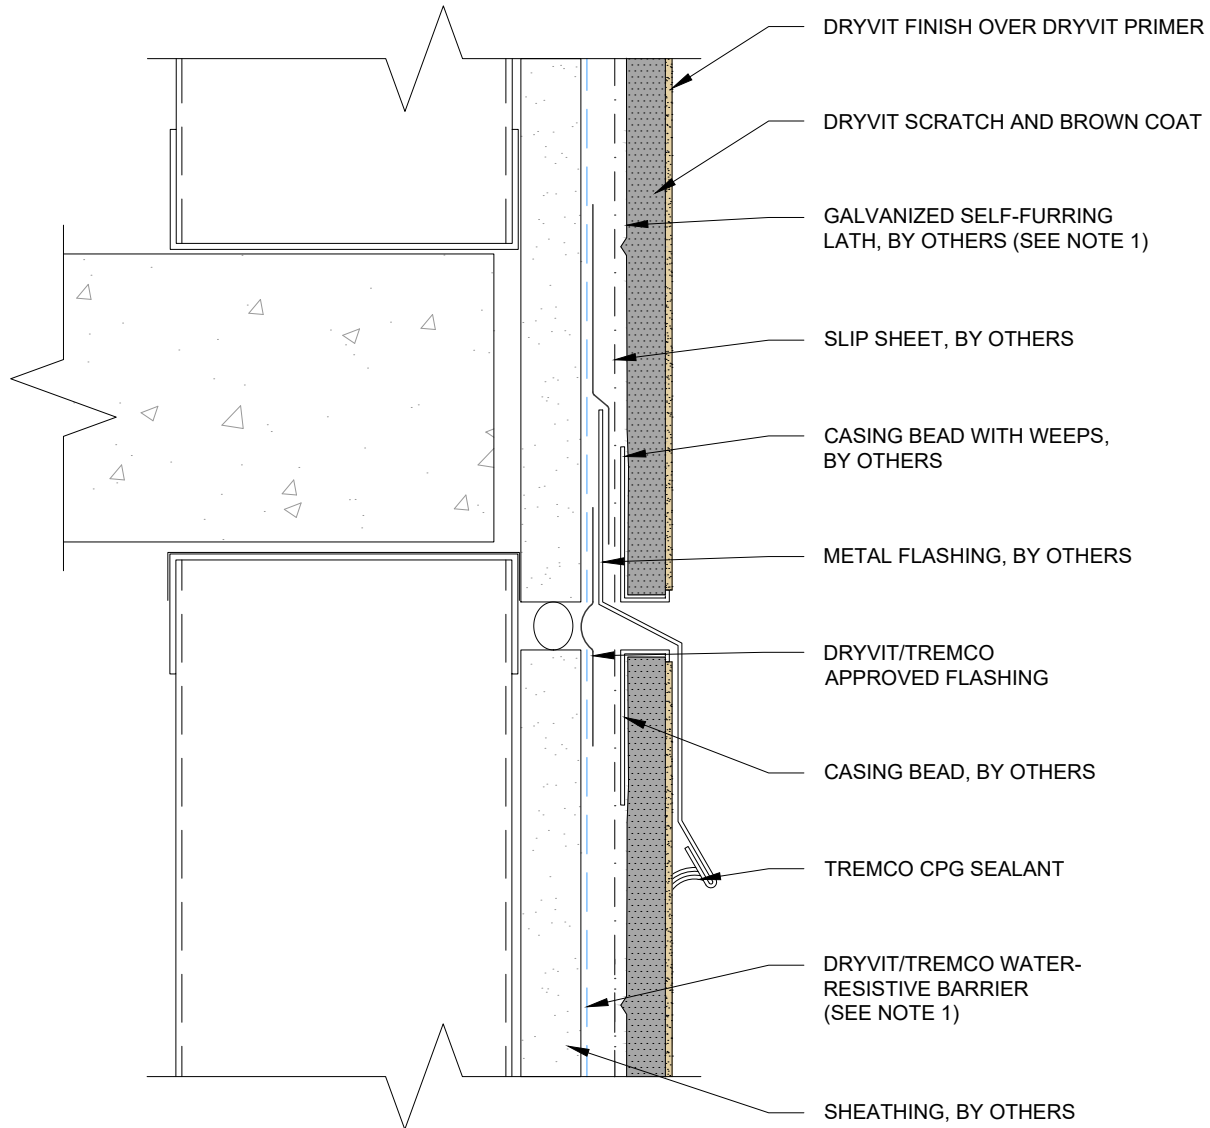 DRYVIT FINISH OVER DRYVIT PRIMER
DRYVIT SCRATCH AND BROWN COAT
GALVANIZED SELF-FURRING
LATH, BY OTHERS (SEE NOTE 1)
SLIP SHEET, BY OTHERS
CASING BEAD WITH WEEPS,
BY OTHERS
METAL FLASHING, BY OTHERS
DRYVIT/TREMCO
APPROVED FLASHING
CASING BEAD, BY OTHERS
TREMCO CPG SEALANT
DRYVIT/TREMCO WATER-
RESISTIVE BARRIER
(SEE NOTE 1)
SHEATHING, BY OTHERS